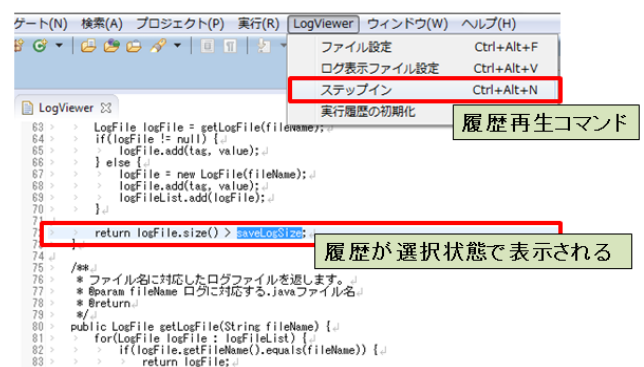 ゲート(N) 検索(A) プロジェクト(P) 実行(R) LogViewer ウィンドウ(W) ヘルプ(H)
ファイル設定 Ctrl+Alt+F
ログ表示ファイル設定 Ctrl+Alt+V
ステップイン Ctrl+Alt+N
実行履歴の初期化
履歴再生コマンド
LogViewer
63 LogFile logFile = getLogFile(fileName);
64 if(logFile != null) {
65 logFile.add(tag, value);
66 } else {
67 logFile = new LogFile(fileName);
68 logFile.add(tag, value);
69 logFileList.add(logFile);
70 }
71
72 return logFile.size() > saveLogSize;
73 }
履歴が選択状態で表示される
74
75 /**
76 * ファイル名に対応したログファイルを返します。
77 * @param fileName ログに対応する.javaファイル名
78 * @return
79 */
80 public LogFile getLogFile(String fileName) {
81 for(LogFile logFile : logFileList) {
82 if(logFile.getFileName().equals(fileName)) {
83 return logFile;